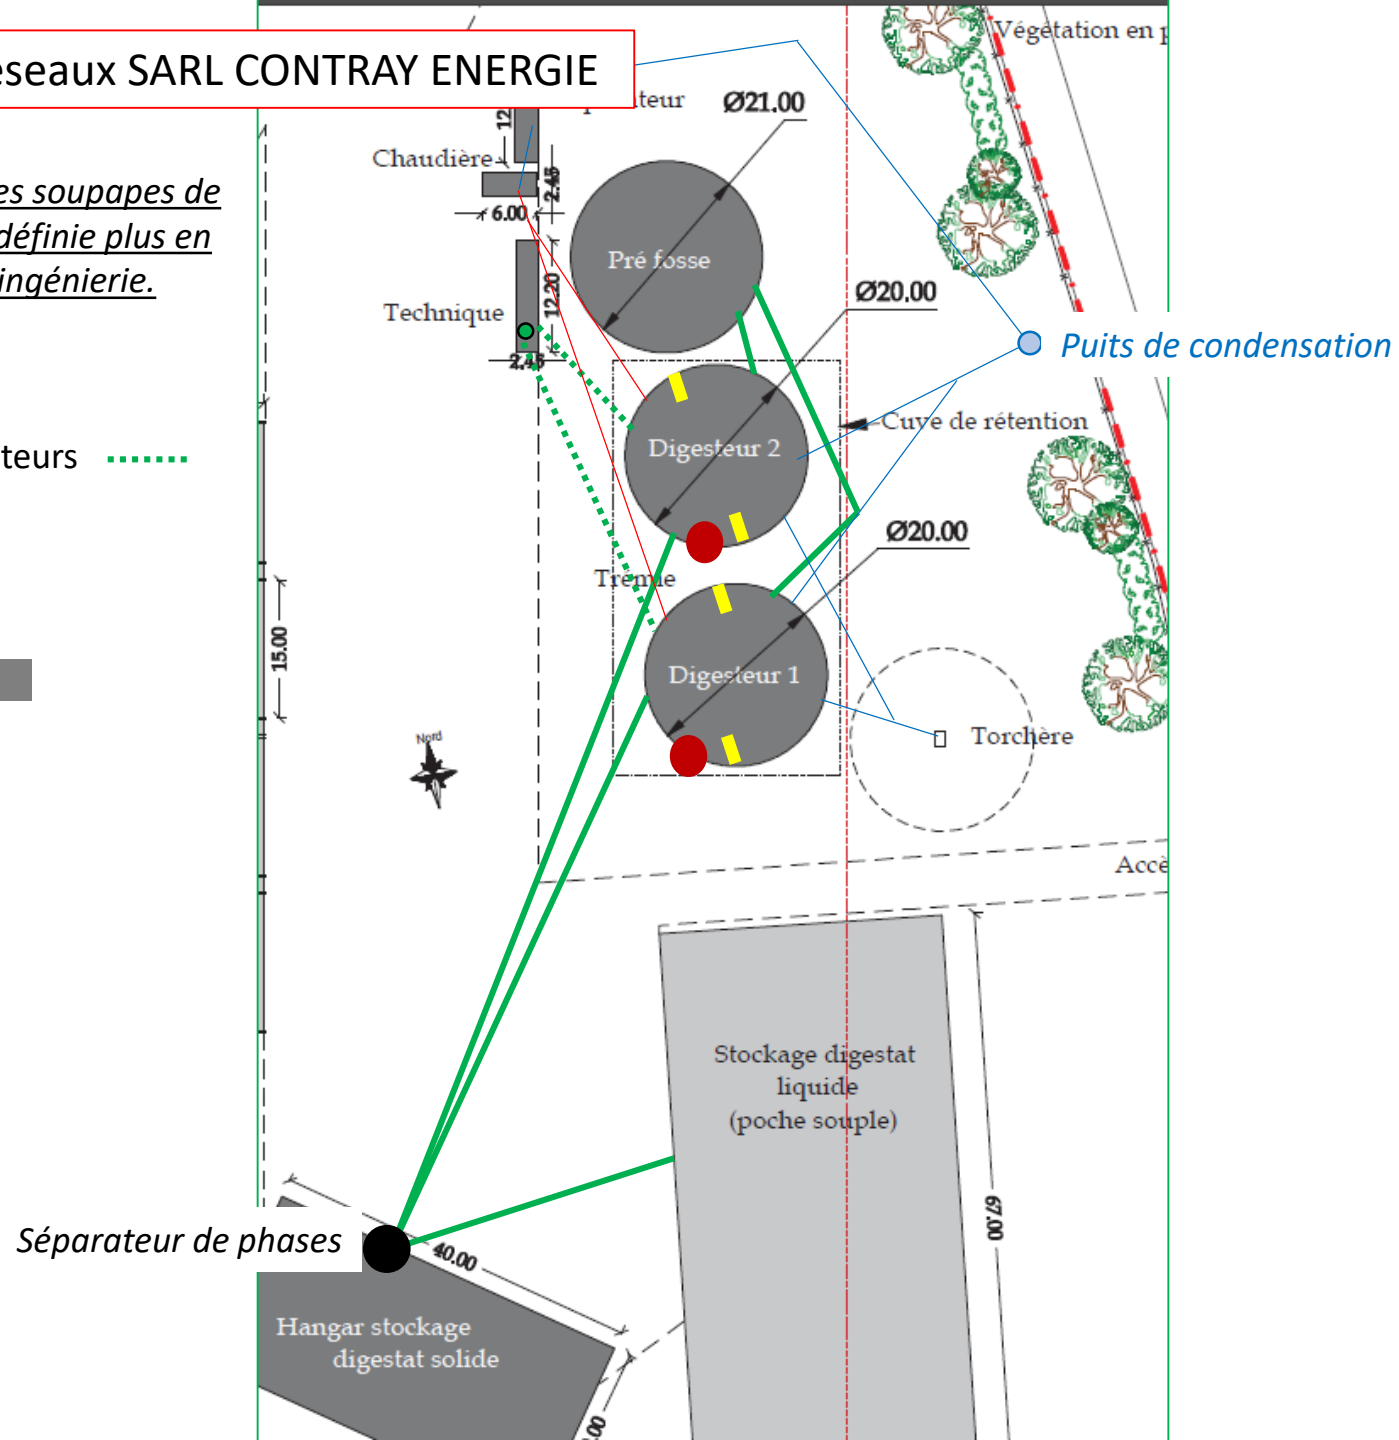 Végétation en p
éseaux SARL CONTRAY ENERGIE
Ø21.00
12
Chaudière
2.45
es soupapes de
6.00
définie plus en
Pré fosse
ingénierie.
12.20
Ø20.00
Technique
Puits de condensation
2.45
Cuve de rétention
Digesteur 2
teurs
Ø20.00
Trémie
15.00
Digesteur 1
Nord
Torchère
Accè
Stockage digestat
liquide
(poche souple)
67.00
Séparateur de phases
40.00
Hangar stockage
digestat solide
.00